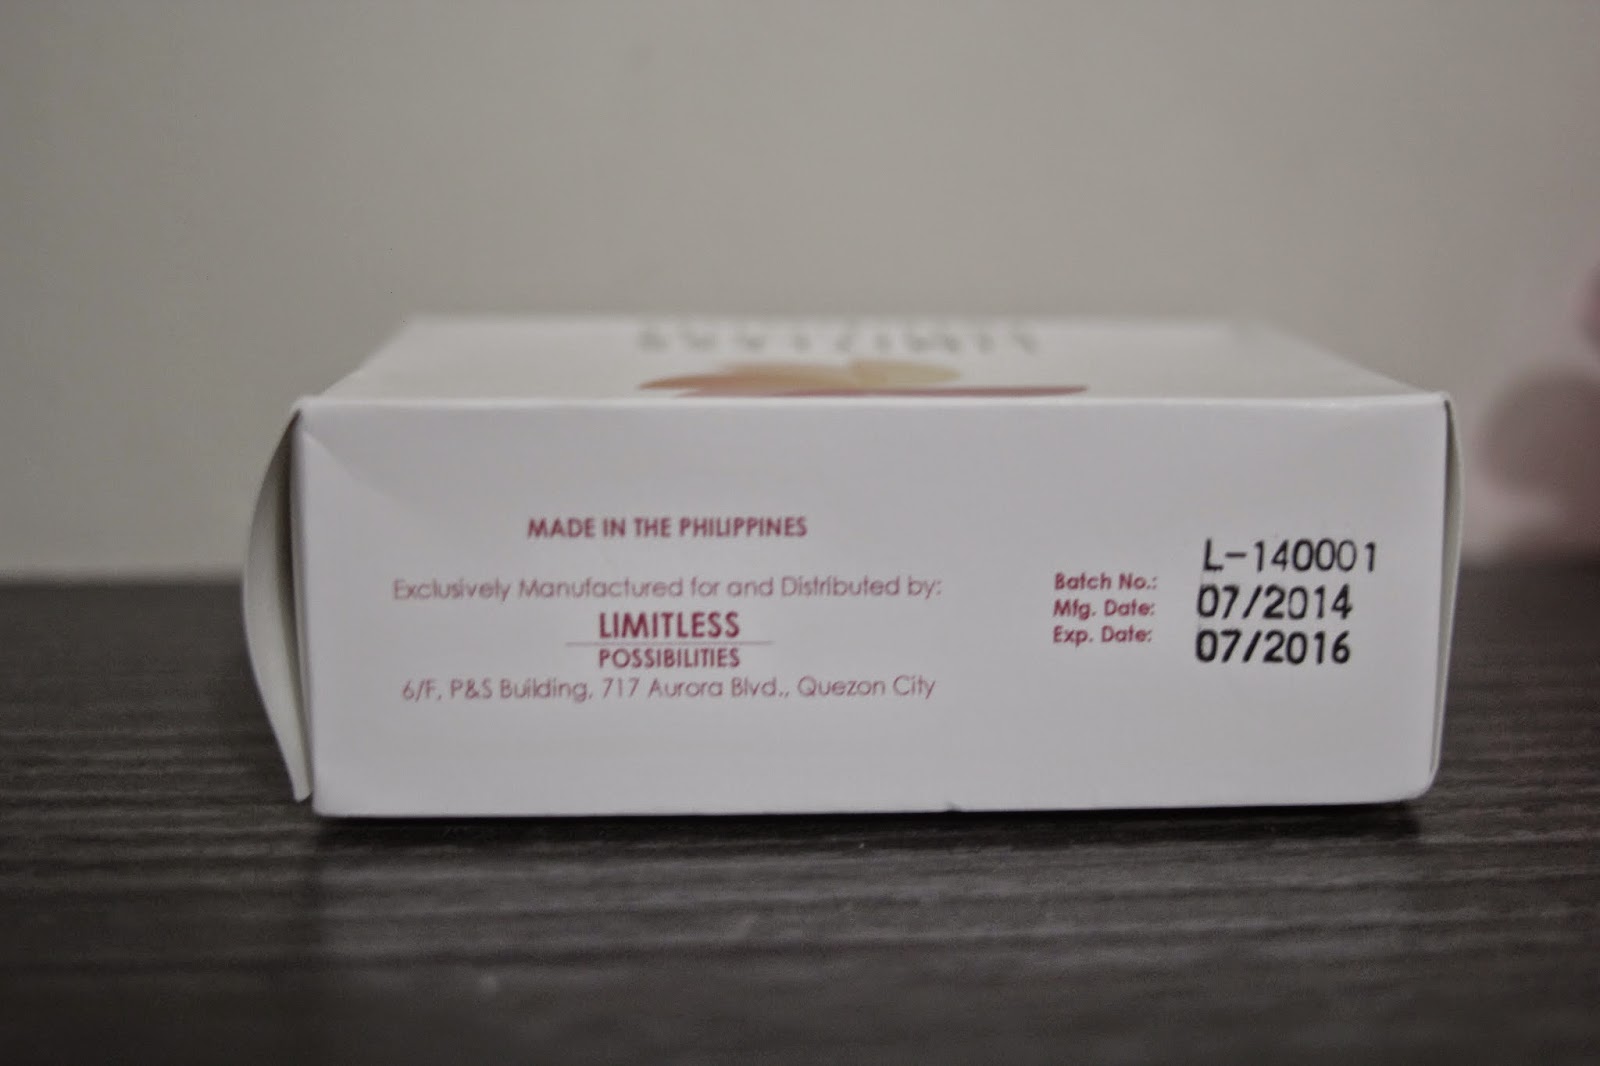 MADE IN THE PHILIPPINES
Exclusively Manufactured for and Distributed by:
LIMITLESS
POSSIBILITIES
6/F, P&S Building, 717 Aurora Blvd., Quezon City
Batch No.: L-140001
Mfg. Date: 07/2014
Exp. Date: 07/2016